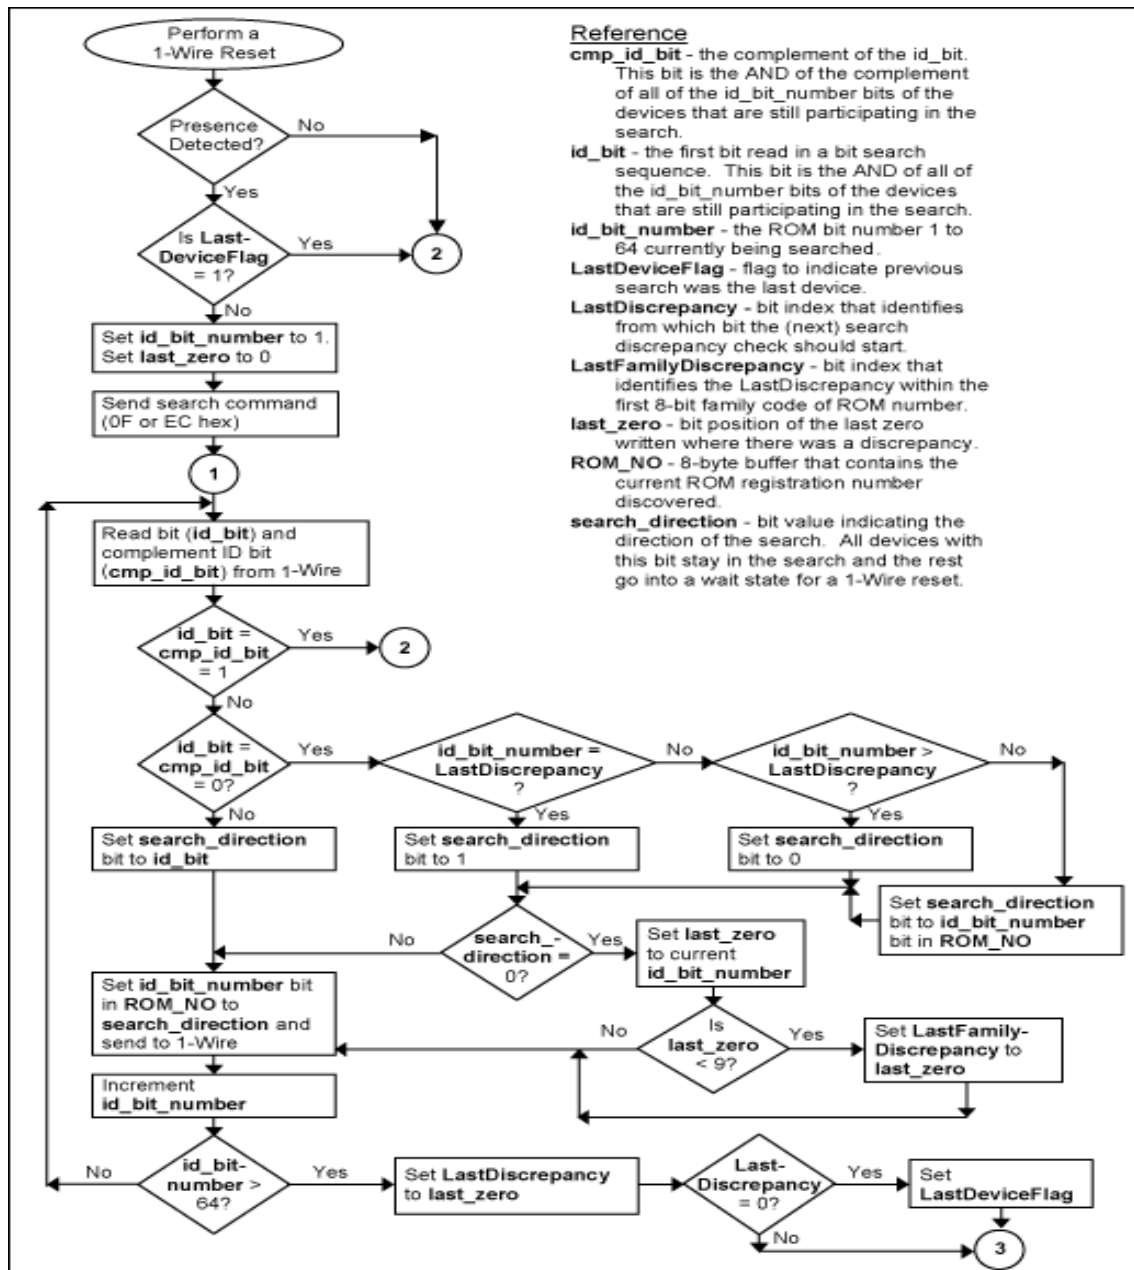 Perform a
1-Wire Reset
Presence
Detected?
No
Yes
Is Last-
DeviceFlag
= 1?
Yes
2
No
Set id_bit_number to 1.
Set last_zero to 0
Send search command
(0F or EC hex)
1
Read bit (id_bit) and
complement ID bit
(cmp_id_bit) from 1-Wire
id_bit =
cmp_id_bit
= 1
Yes
2
No
id_bit =
cmp_id_bit
= 0?
Yes
id_bit_number =
LastDiscrepancy
?
No
id_bit_number >
LastDiscrepancy
?
No
No
Yes
Yes
Set search_direction
bit to id_bit
Set search_direction
bit to 1
Set search_direction
bit to 0
Set search_direction
bit to id_bit_number
bit in ROM_NO
No
search_-
direction =
0?
Yes
Set last_zero
to current
id_bit_number
Set id_bit_number bit
in ROM_NO to
search_direction and
send to 1-Wire
No
Is
last_zero
< 9?
Yes
Set LastFamily-
Discrepancy to
last_zero
Increment
id_bit_number
No
id_bit-
number >
64?
Yes
Set LastDiscrepancy
to last_zero
Last-
Discrepancy
= 0?
Yes
Set
LastDeviceFlag
No
3
Reference
cmp_id_bit - the complement of the id_bit.
This bit is the AND of the complement
of all of the id_bit_number bits of the
devices that are still participating in the
search.
id_bit - the first bit read in a bit search
sequence. This bit is the AND of all of
the id_bit_number bits of the devices
that are still participating in the search.
id_bit_number - the ROM bit number 1 to
64 currently being searched.
LastDeviceFlag - flag to indicate previous
search was the last device.
LastDiscrepancy - bit index that identifies
from which bit the (next) search
discrepancy check should start.
LastFamilyDiscrepancy - bit index that
identifies the LastDiscrepancy within the
first 8-bit family code of ROM number.
last_zero - bit position of the last zero
written where there was a discrepancy.
ROM_NO - 8-byte buffer that contains the
current ROM registration number
discovered.
search_direction - bit value indicating the
direction of the search. All devices with
this bit stay in the search and the rest
go into a wait state for a 1-Wire reset.